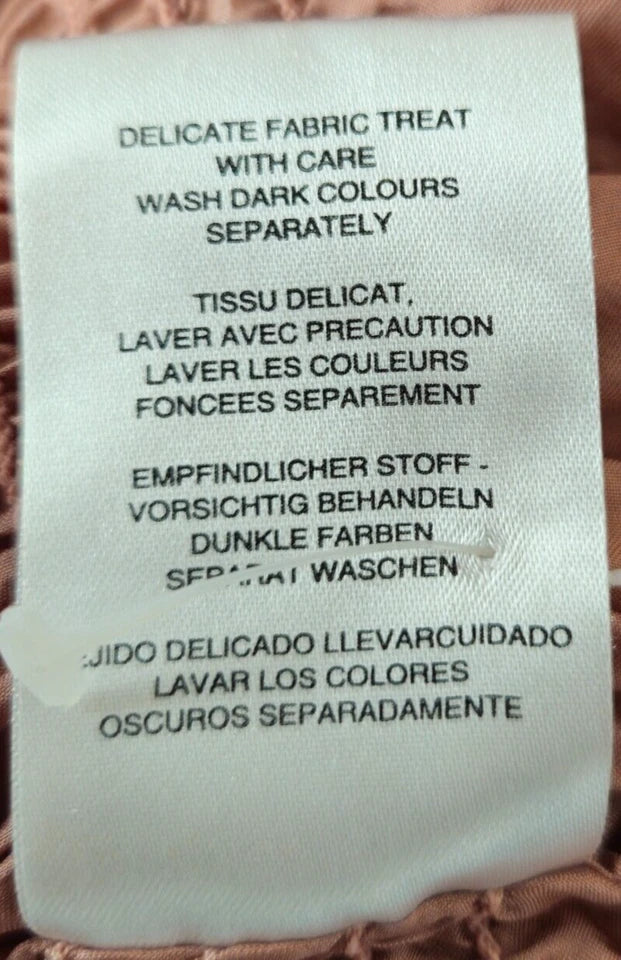 DELICATE FABRIC TREAT
WITH CARE
WASH DARK COLOURS
SEPARATELY
TISSU DELICAT,
LAVER AVEC PRECAUTION
LAVER LES COULEURS
FONCEES SEPAREMENT
EMPFINDLICHER STOFF -
VORSICHTIG BEHANDELN
DUNKLE FARBEN
WASCHEN
DELICADO LLEVARCUIDADO
LAVAR LOS COLORES
OSCUROS SEPARADAMENTE